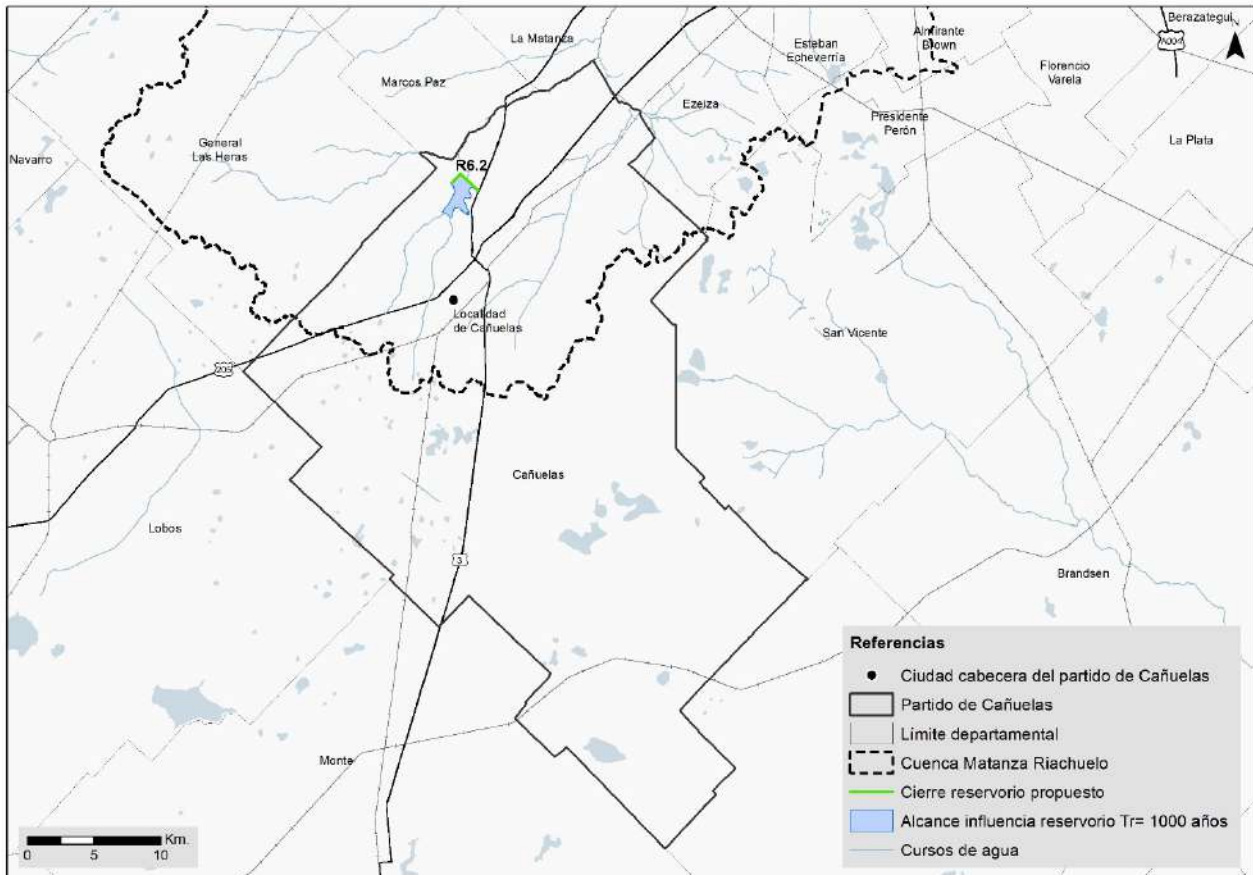 Berazategui
N
N004
La Matanza
Esteban
Echeverría
Almirante
Brown
Florencio
Varela
Marcos Paz
Ezeiza
Presidente
Perón
La Plata
General
Las Heras
Navarro
R6.2
Localidad
de Cañuelas
San Vicente
205
Cañuelas
Lobos
3
Brandsen
Monte
Referencias
Ciudad cabecera del partido de Cañuelas
Partido de Cañuelas
Límite departamental
Cuenca Matanza Riachuelo
Cierre reservorio propuesto
Alcance influencia reservorio Tr= 1000 años
Cursos de agua
Km.
0 5 10